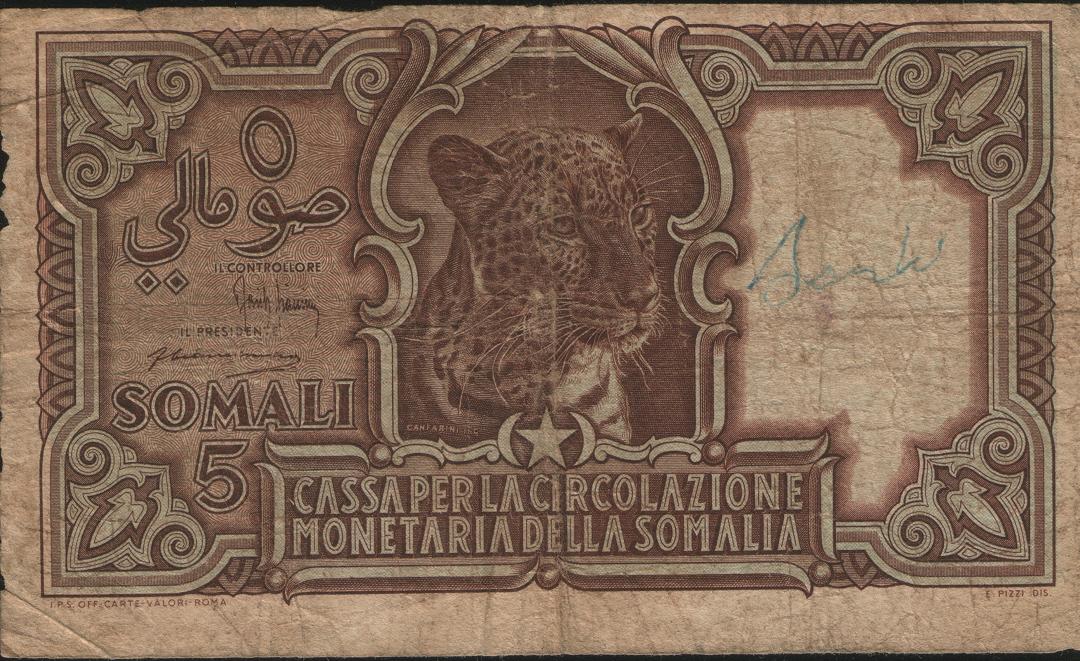 ٥
صومالي
IL CONTROLLORE
IL PRESIDENTE
SOMALI
5
CANFARINI INC.
CASSA PER LA CIRCOLAZIONE
MONETARIA DELLA SOMALIA
I.P.S. OFF. CARTE-VALORI-ROMA
E. PIZZI DIS.